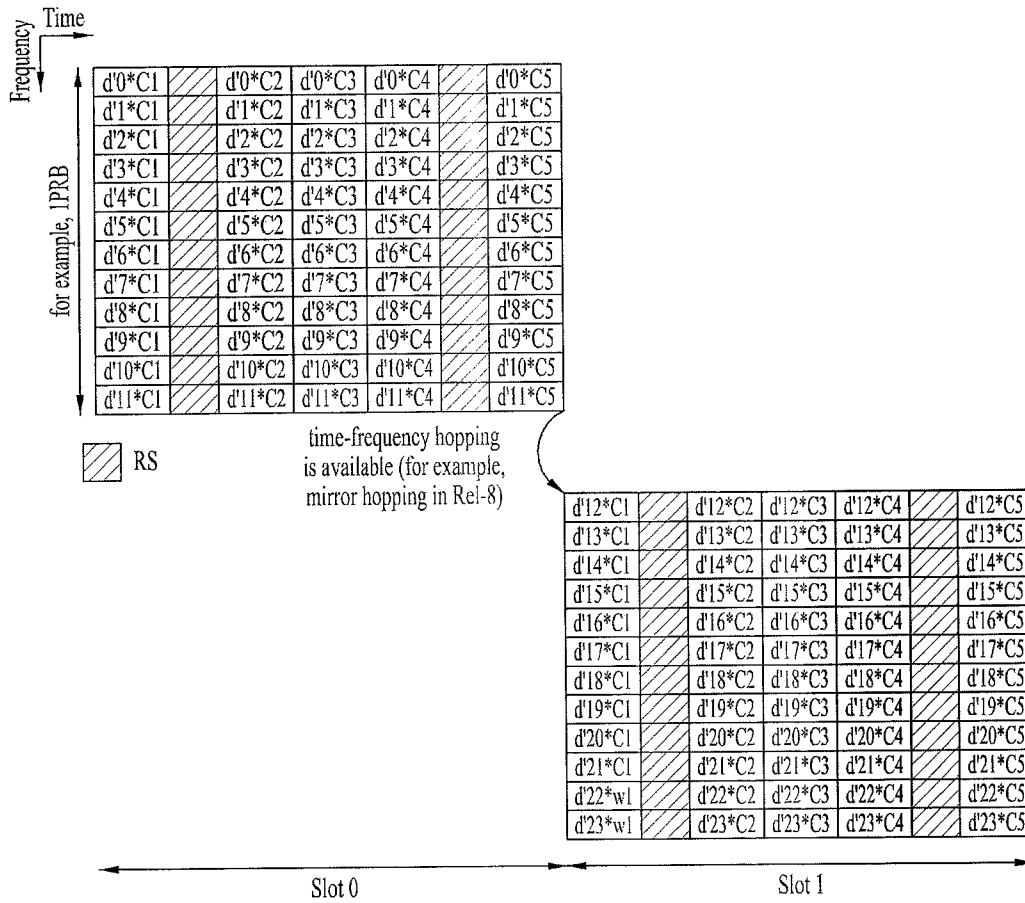 Time
Frequency
for example, 1PRB
d'0*C1 d'0*C2 d'0*C3 d'0*C4 d'0*C5
d'1*C1 d'1*C2 d'1*C3 d'1*C4 d'1*C5
d'2*C1 d'2*C2 d'2*C3 d'2*C4 d'2*C5
d'3*C1 d'3*C2 d'3*C3 d'3*C4 d'3*C5
d'4*C1 d'4*C2 d'4*C3 d'4*C4 d'4*C5
d'5*C1 d'5*C2 d'5*C3 d'5*C4 d'5*C5
d'6*C1 d'6*C2 d'6*C3 d'6*C4 d'6*C5
d'7*C1 d'7*C2 d'7*C3 d'7*C4 d'7*C5
d'8*C1 d'8*C2 d'8*C3 d'8*C4 d'8*C5
d'9*C1 d'9*C2 d'9*C3 d'9*C4 d'9*C5
d'10*C1 d'10*C2 d'10*C3 d'10*C4 d'10*C5
d'11*C1 d'11*C2 d'11*C3 d'11*C4 d'11*C5
RS
time-frequency hopping
is available (for example,
mirror hopping in Rel-8)
d'12*C1 d'12*C2 d'12*C3 d'12*C4 d'12*C5
d'13*C1 d'13*C2 d'13*C3 d'13*C4 d'13*C5
d'14*C1 d'14*C2 d'14*C3 d'14*C4 d'14*C5
d'15*C1 d'15*C2 d'15*C3 d'15*C4 d'15*C5
d'16*C1 d'16*C2 d'16*C3 d'16*C4 d'16*C5
d'17*C1 d'17*C2 d'17*C3 d'17*C4 d'17*C5
d'18*C1 d'18*C2 d'18*C3 d'18*C4 d'18*C5
d'19*C1 d'19*C2 d'19*C3 d'19*C4 d'19*C5
d'20*C1 d'20*C2 d'20*C3 d'20*C4 d'20*C5
d'21*C1 d'21*C2 d'21*C3 d'21*C4 d'21*C5
d'22*w1 d'22*C2 d'22*C3 d'22*C4 d'22*C5
d'23*w1 d'23*C2 d'23*C3 d'23*C4 d'23*C5
Slot 0
Slot 1